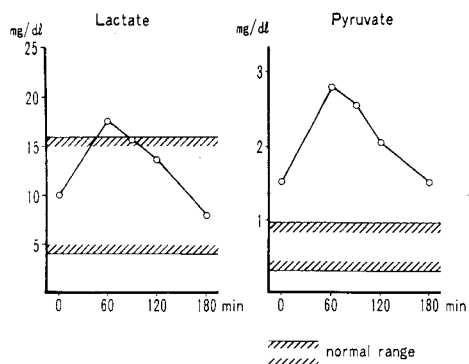 Lactate
mg/dl
25
20
15
10
5
0 60 120 180 min
Pyruvate
mg/dl
3
2
1
0 60 120 180 min
normal range